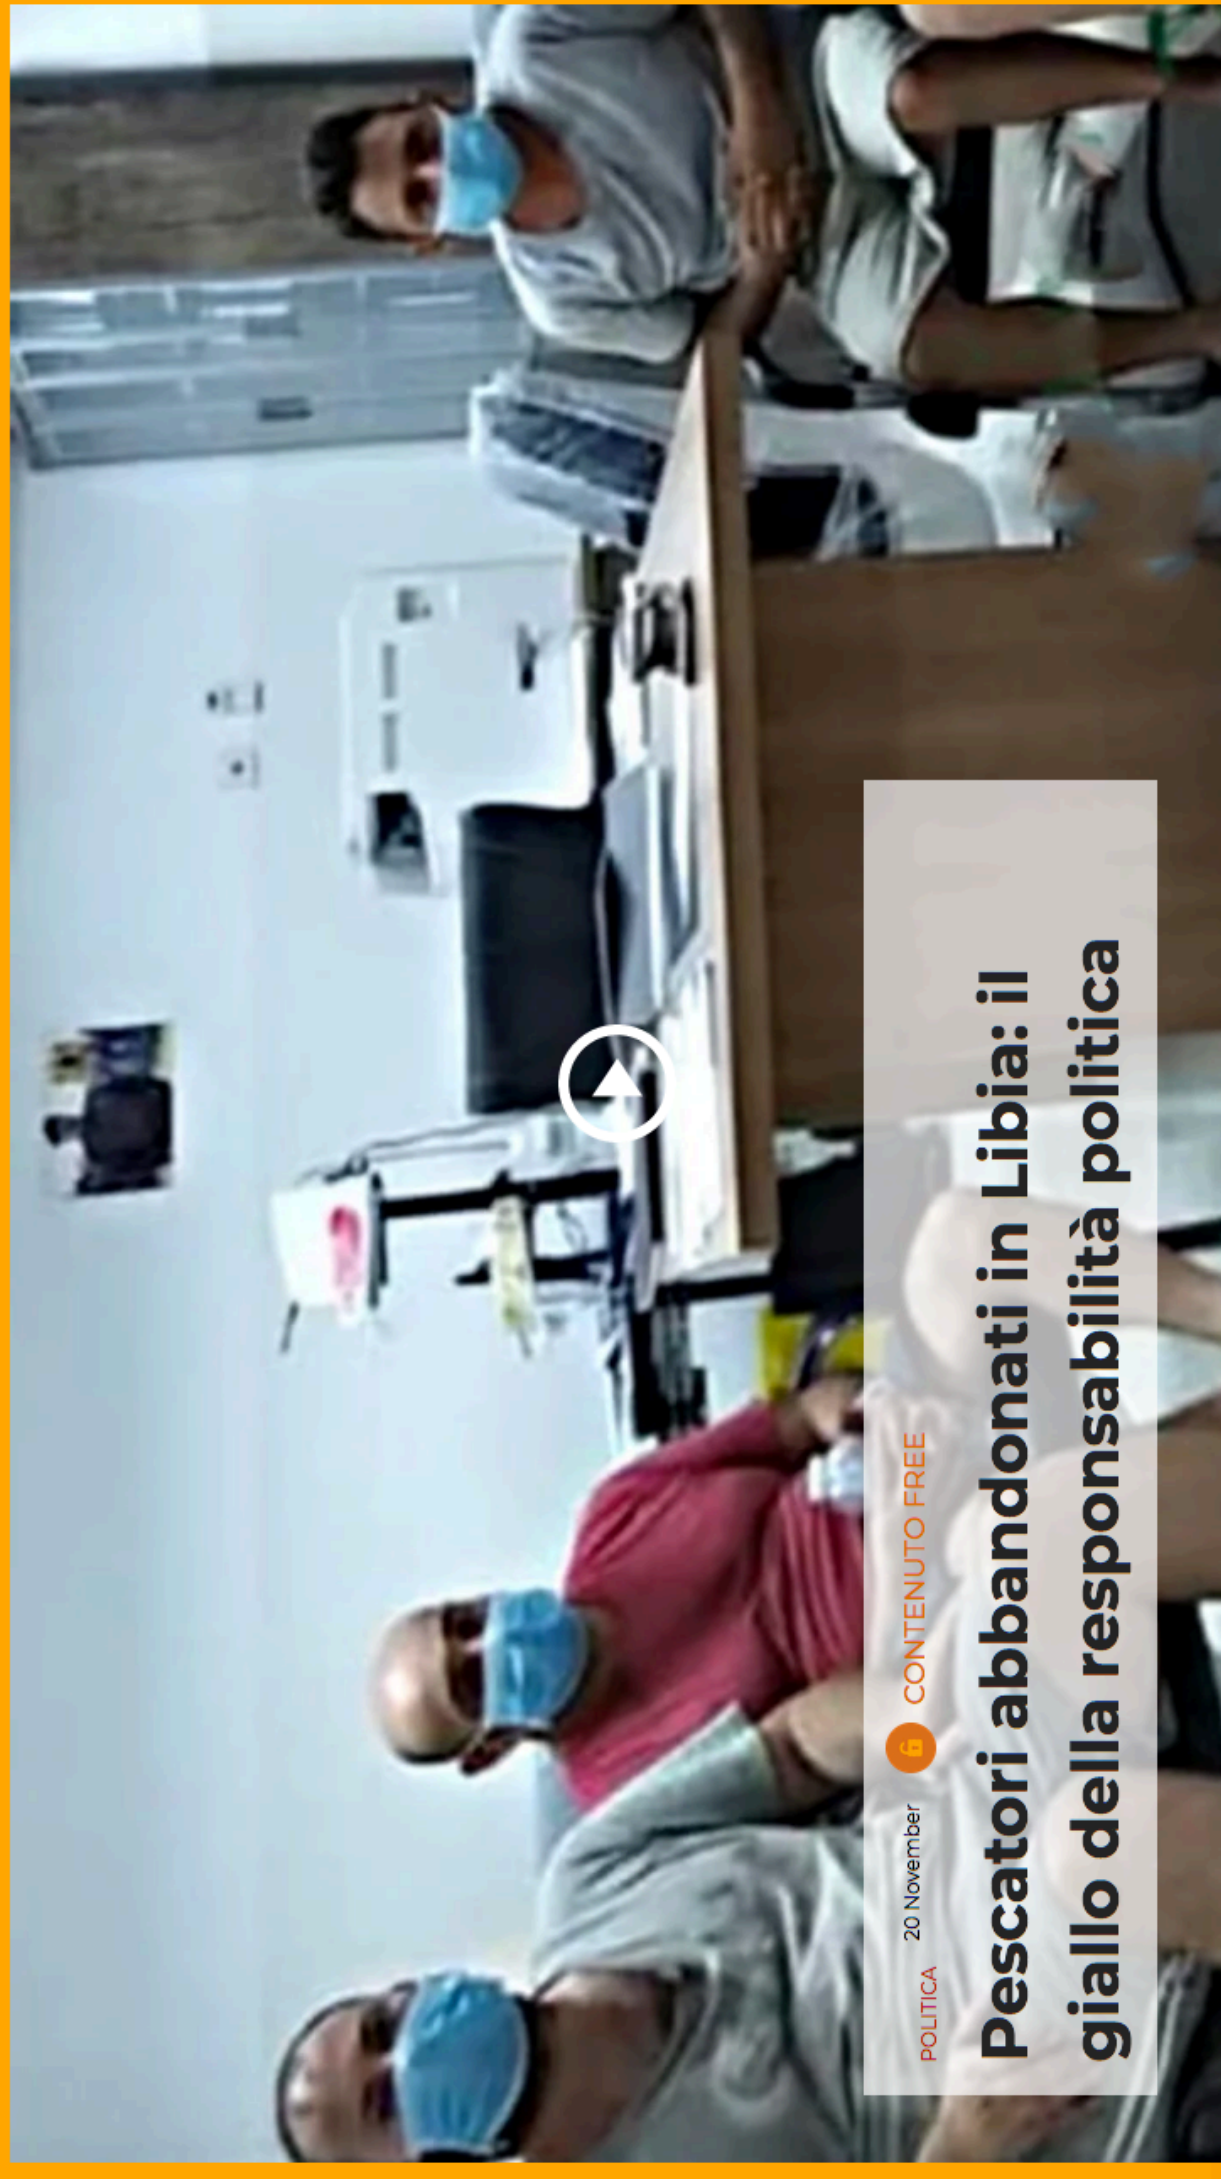 POLITICA 20 November CONTENUTO FREE
Pescatori abbandonati in Libia: il
giallo della responsabilità politica